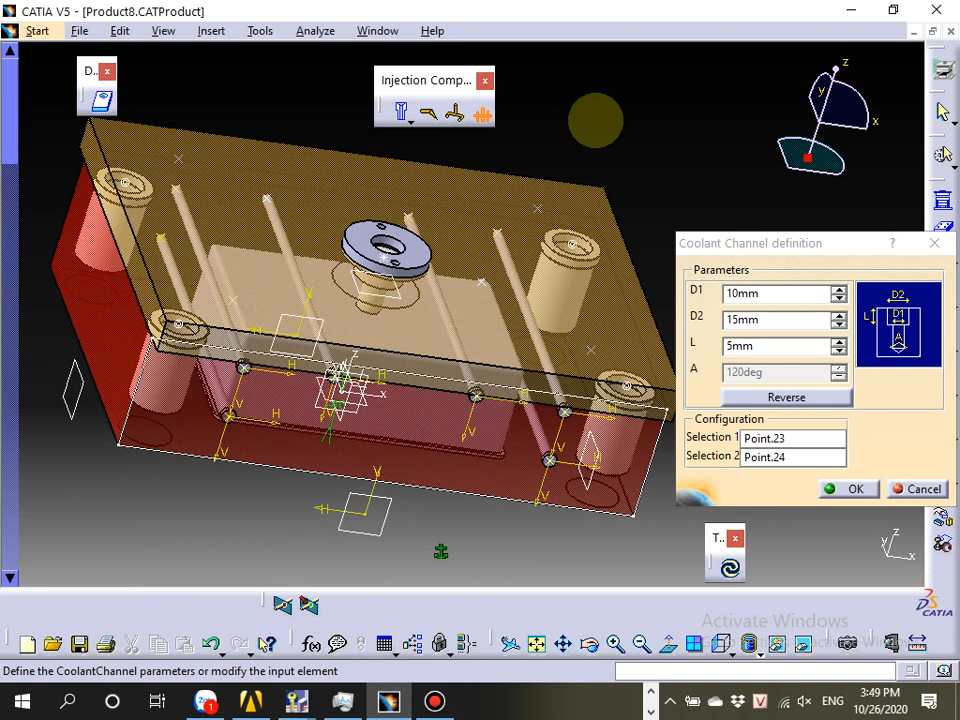 CATIA V5 - [Product8.CATProduct]
Start File Edit View Insert Tools Analyze Window Help
D..
Injection Comp...
z
y
x
Coolant Channel definition
Parameters
D1 10mm
D2 15mm
L 5mm
A 120deg
Reverse
D2
D1
L
A
Configuration
Selection 1 Point.23
Selection 2 Point.24
OK Cancel
T..
y
H
z
x
H
V
H
V
H
V
V
H
V
H
V
y
H
z
y
x
CATIA
Activate Windows
f(x)
Define the CoolantChannel parameters or modify the input element
1
V
ENG
3:49 PM
10/26/2020